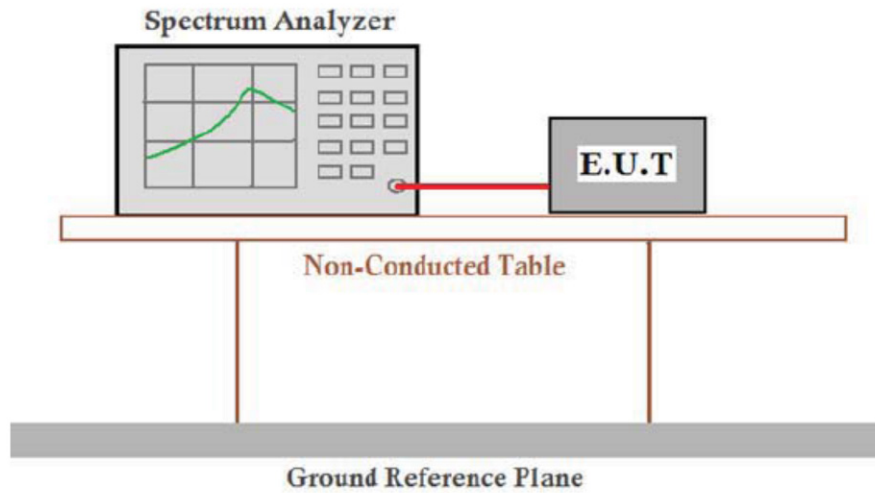 Spectrum Analyzer
E.U.T
Non-Conducted Table
Ground Reference Plane